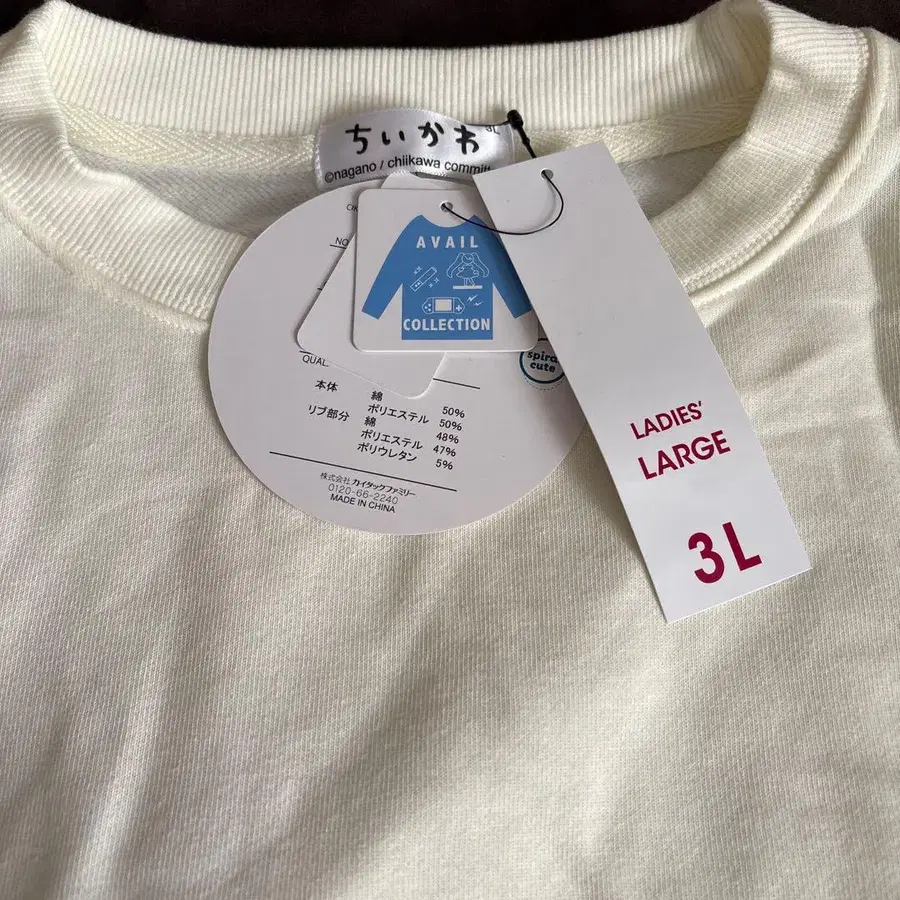 ちいかわ
3L
©nagano / chiikawa committ
OK
NO
AVAIL
COLLECTION
spira
cute
QUAL
本体 綿 50%
ポリエステル 50%
リブ部分 綿 48%
ポリエステル 47%
ポリウレタン 5%
株式会社カイタックファミリー
0120-66-2240
MADE IN CHINA
LADIES'
LARGE
3L